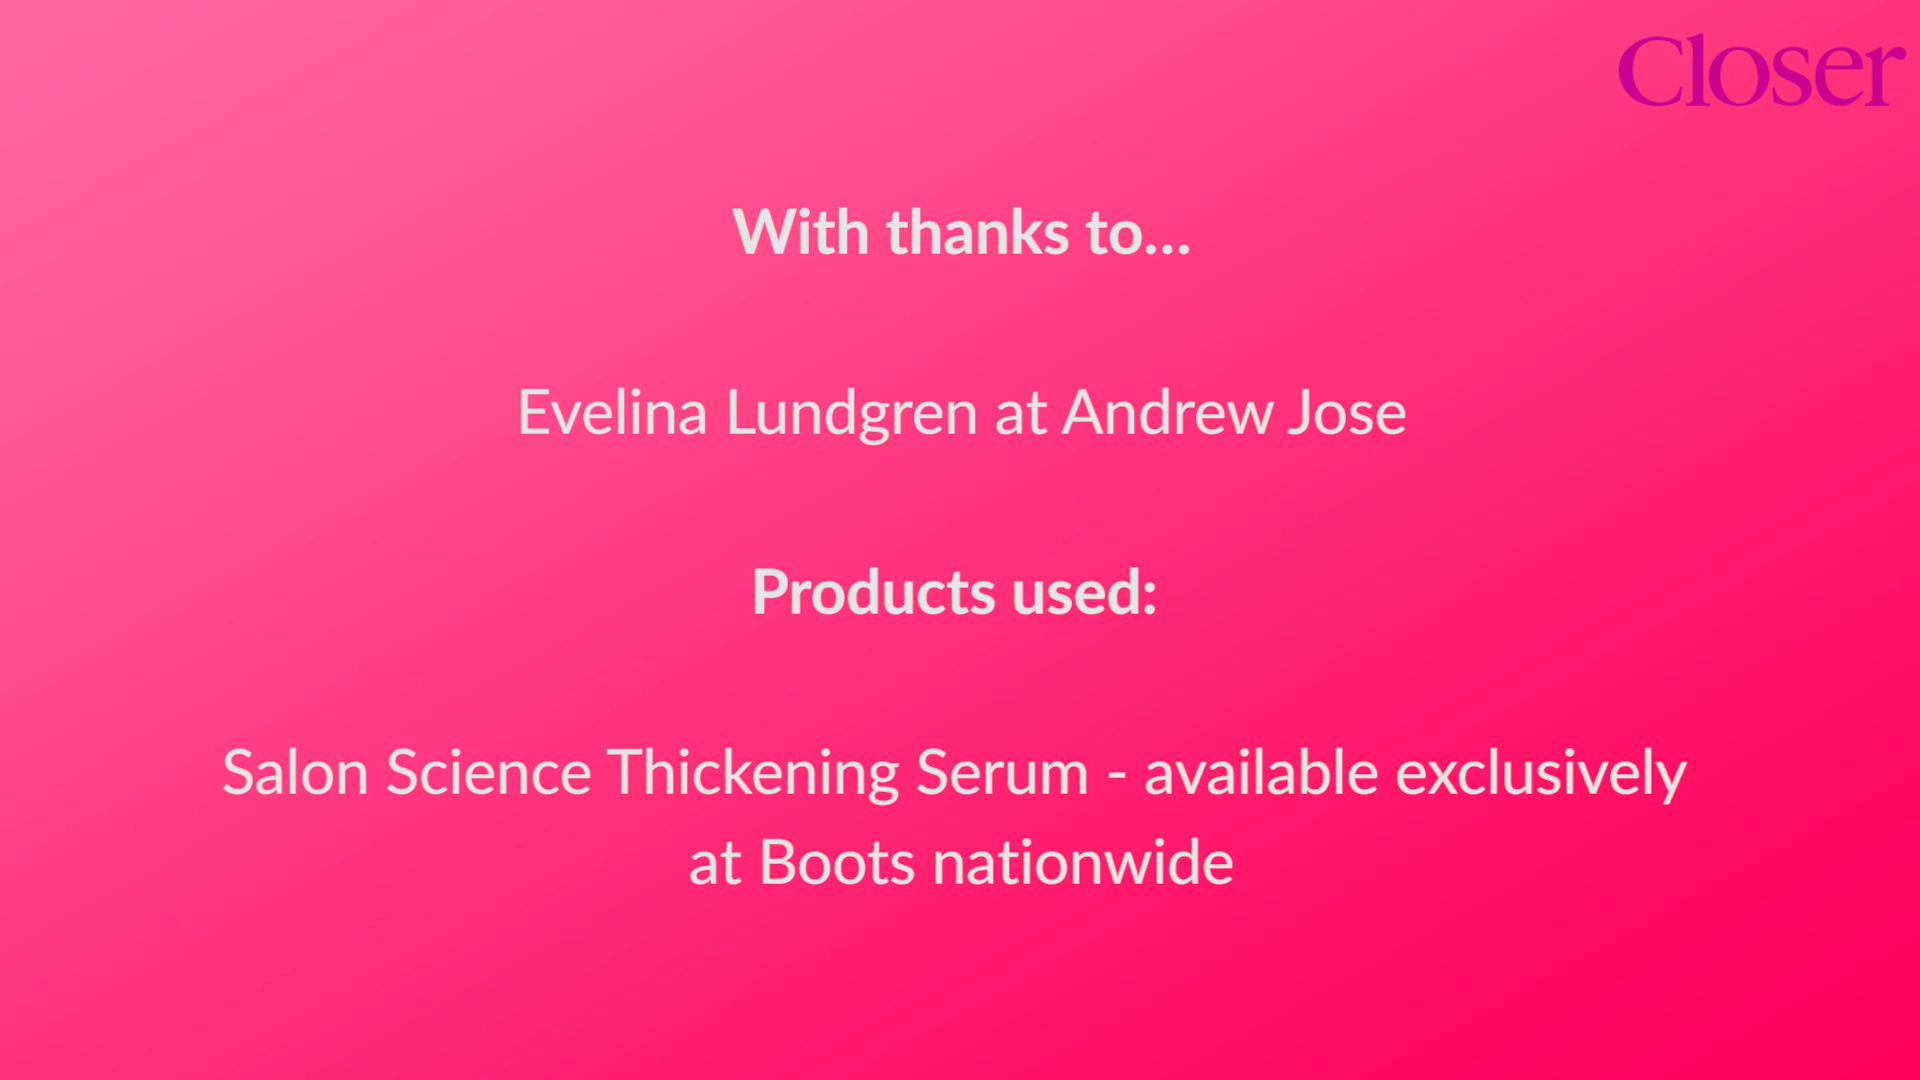 Closer
With thanks to...
Evelina Lundgren at Andrew Jose
Products used:
Salon Science Thickening Serum - available exclusively
at Boots nationwide